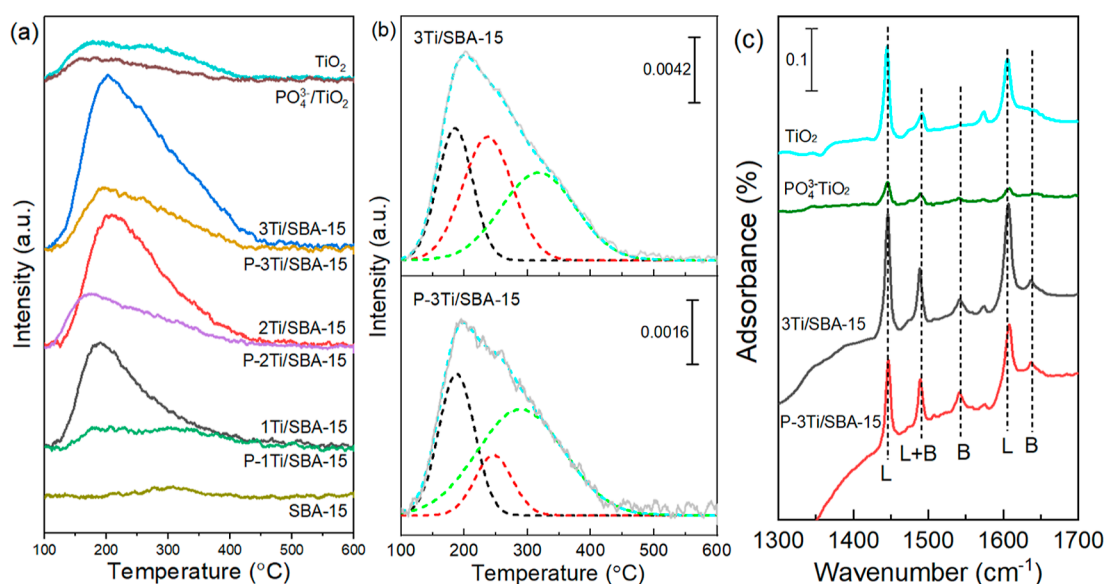 (a)
TiO₂
PO₄³⁻/TiO₂
3Ti/SBA-15
P-3Ti/SBA-15
2Ti/SBA-15
P-2Ti/SBA-15
1Ti/SBA-15
P-1Ti/SBA-15
SBA-15
Intensity (a.u.)
100 200 300 400 500 600
Temperature (°C)
(b)
3Ti/SBA-15
0.0042
P-3Ti/SBA-15
0.0016
Intensity (a.u.)
100 200 300 400 500 600
Temperature (°C)
(c)
0.1
TiO₂
PO₄³⁻TiO₂
3Ti/SBA-15
P-3Ti/SBA-15
L
L+B
B
L
B
Adsorbance (%)
1300 1400 1500 1600 1700
Wavenumber (cm⁻¹)